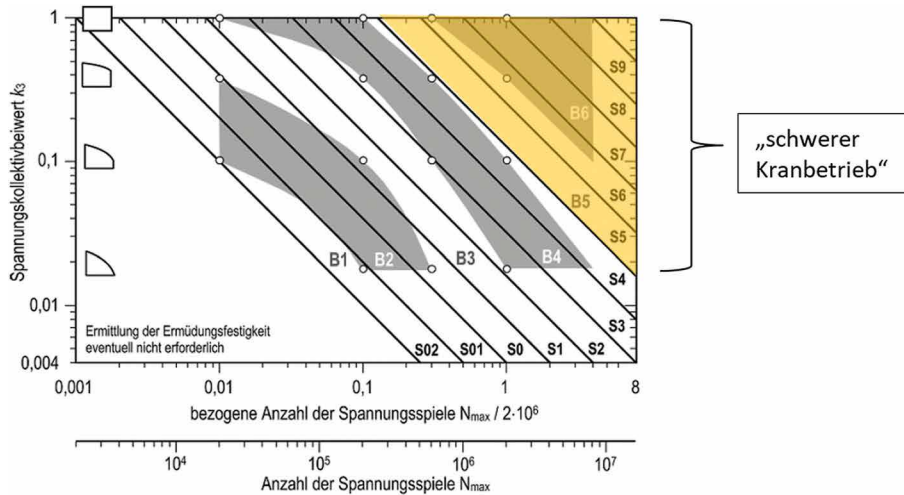 1
0,1
0,01
0,004
Spannungskollektivbeiwert k3
S9
S8
B6
S7
S6
B5
S5
B1
B2
B3
B4
S4
S3
Ermittlung der Ermüdungsfestigkeit
eventuell nicht erforderlich
S02
S01
S0
S1
S2
0,001
0,01
0,1
1
8
bezogene Anzahl der Spannungsspiele Nmax / 2·10⁶
10⁴
10⁵
10⁶
10⁷
Anzahl der Spannungsspiele Nmax
„schwerer
Kranbetrieb“